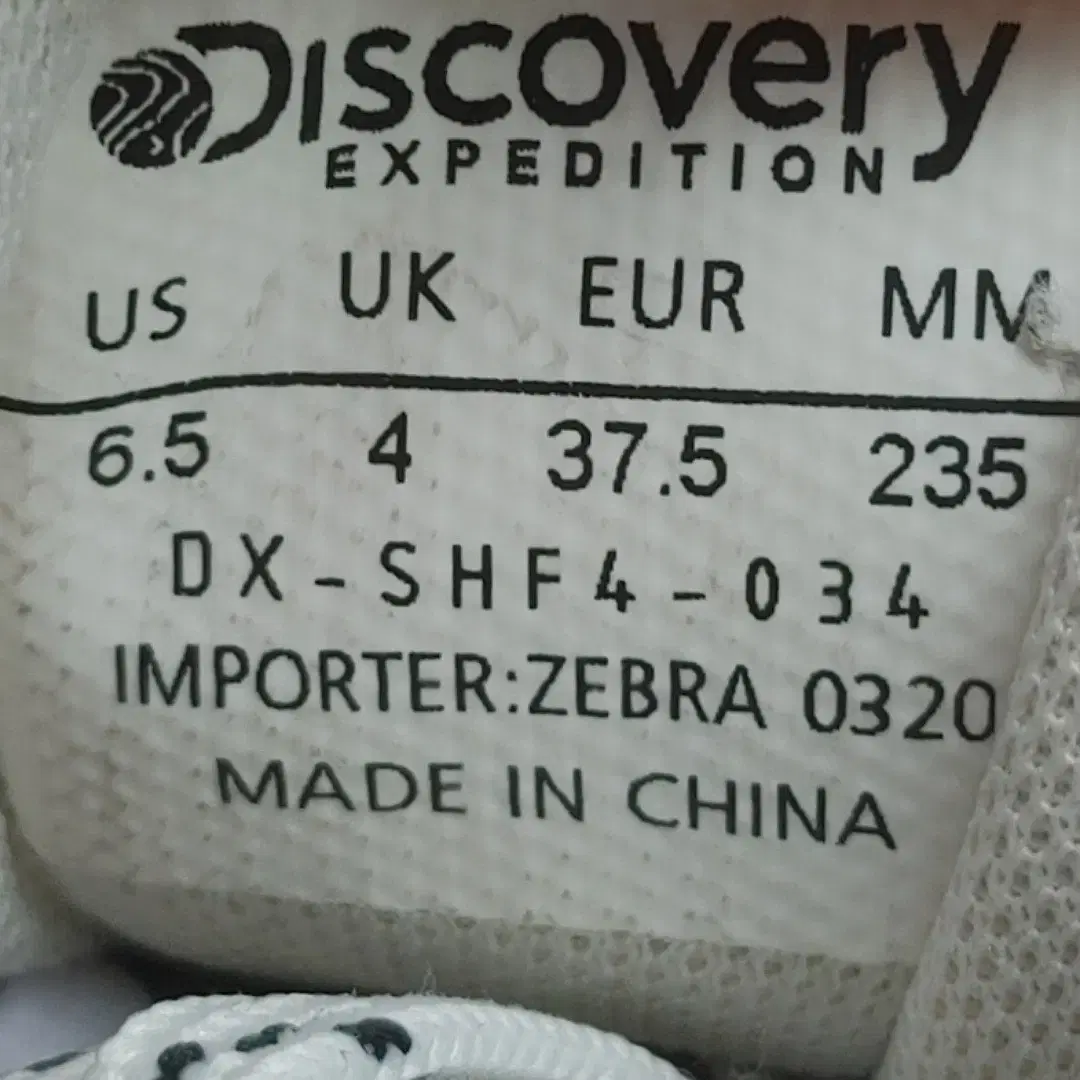 Discovery
EXPEDITION
US UK EUR MM
6.5 4 37.5 235
DX-SHF4-034
IMPORTER:ZEBRA 0320
MADE IN CHINA